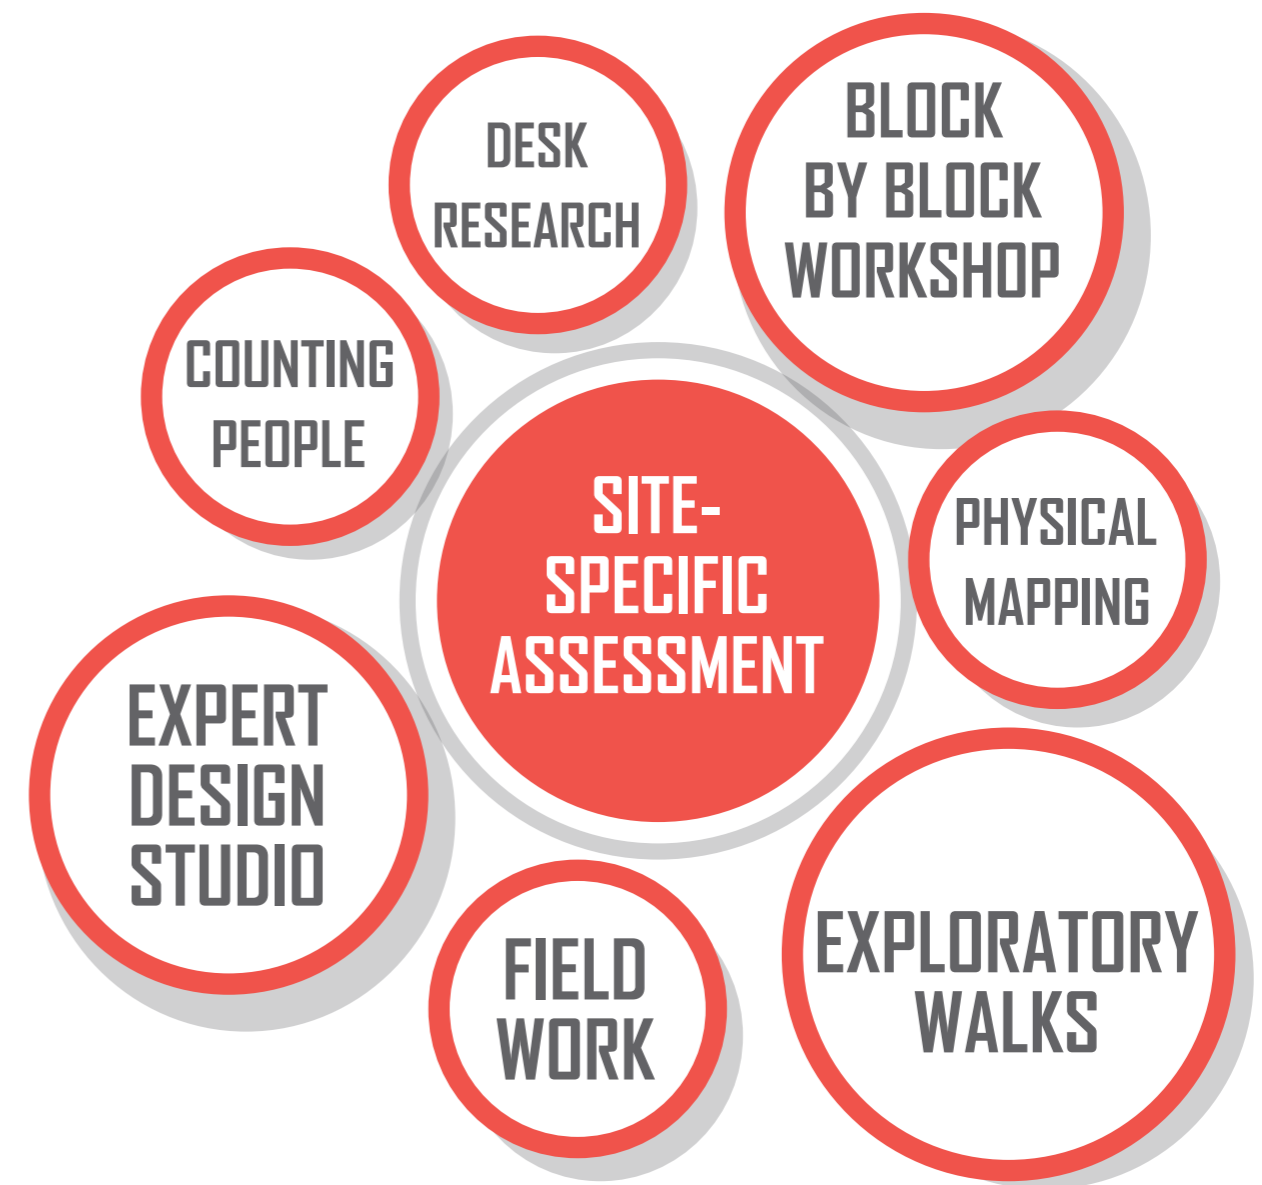 DESK
RESEARCH
BLOCK
BY BLOCK
WORKSHOP
COUNTING
PEOPLE
SITE-
SPECIFIC
ASSESSMENT
PHYSICAL
MAPPING
EXPERT
DESIGN
STUDIO
FIELD
WORK
EXPLORATORY
WALKS